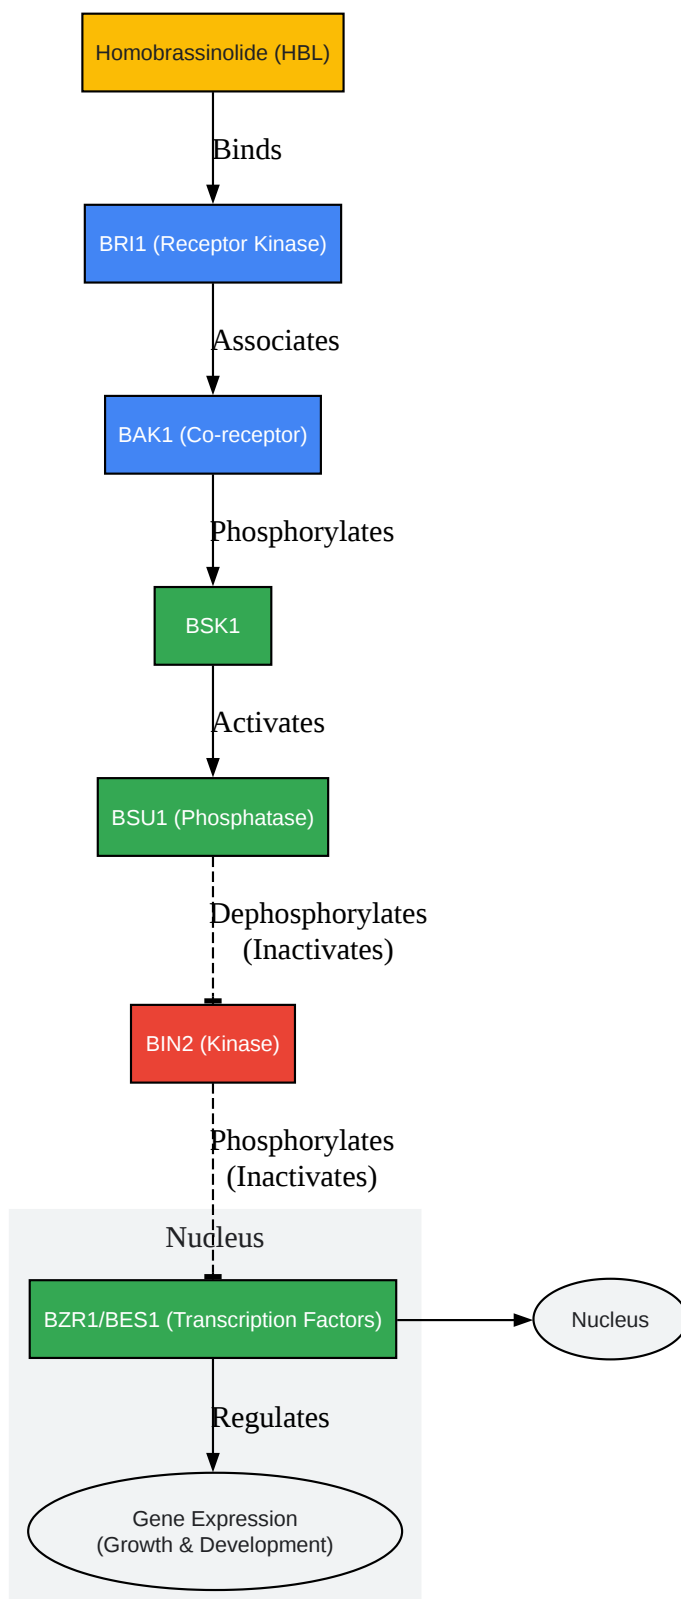 Homobrassinolide (HBL)
Binds
BRI1 (Receptor Kinase)
Associates
BAK1 (Co-receptor)
Phosphorylates
BSK1
Activates
BSU1 (Phosphatase)
Dephosphorylates
(Inactivates)
BIN2 (Kinase)
Phosphorylates
(Inactivates)
Nucleus
BZR1/BES1 (Transcription Factors)
Nucleus
Regulates
Gene Expression
(Growth & Development)